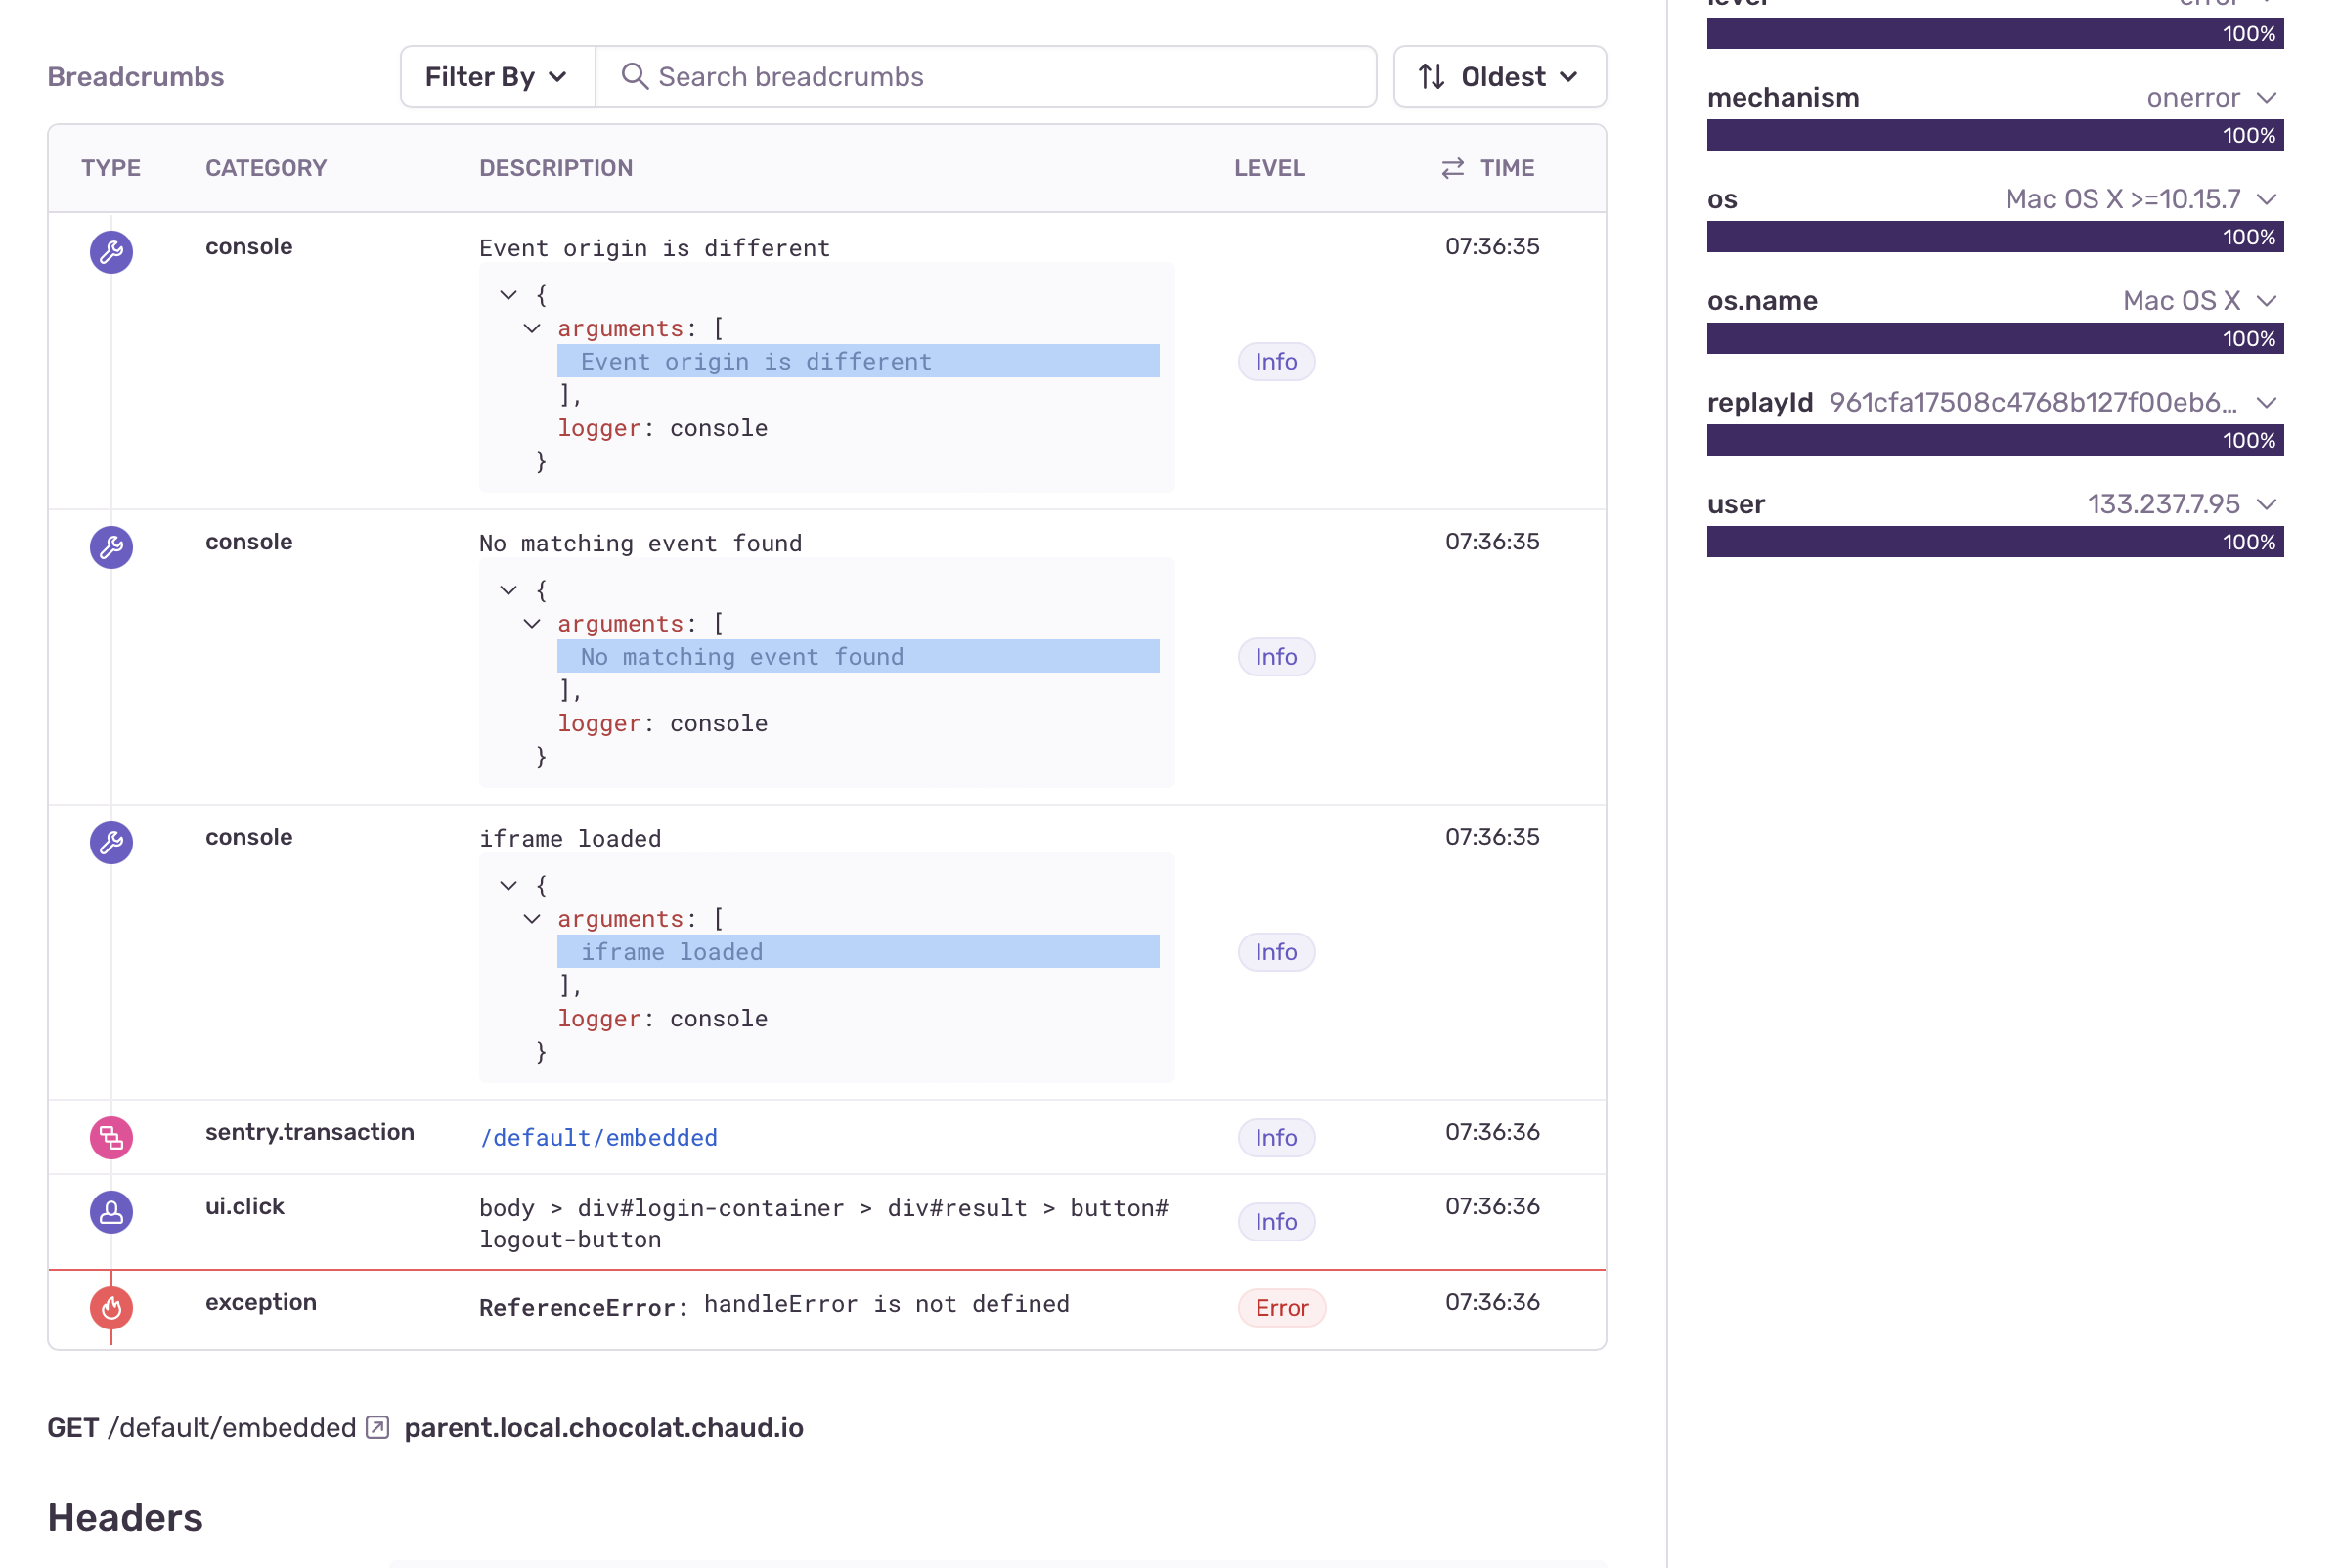 Breadcrumbs
Filter By
Search breadcrumbs
Oldest
TYPE CATEGORY DESCRIPTION LEVEL TIME
console Event origin is different 07:36:35
{
arguments: [
Event origin is different
Info
],
logger: console
}
console No matching event found 07:36:35
{
arguments: [
No matching event found
Info
],
logger: console
}
console iframe loaded 07:36:35
{
arguments: [
iframe loaded
Info
],
logger: console
}
sentry.transaction /default/embedded Info 07:36:36
ui.click body > div#login-container > div#result > button# Info 07:36:36
logout-button
exception ReferenceError: handleError is not defined Error 07:36:36
GET /default/embedded parent.local.chocolat.chaud.io
Headers
level error
100%
mechanism onerror
100%
os Mac OS X >=10.15.7
100%
os.name Mac OS X
100%
replayId 961cfa17508c4768b127f00eb6...
100%
user 133.237.7.95
100%